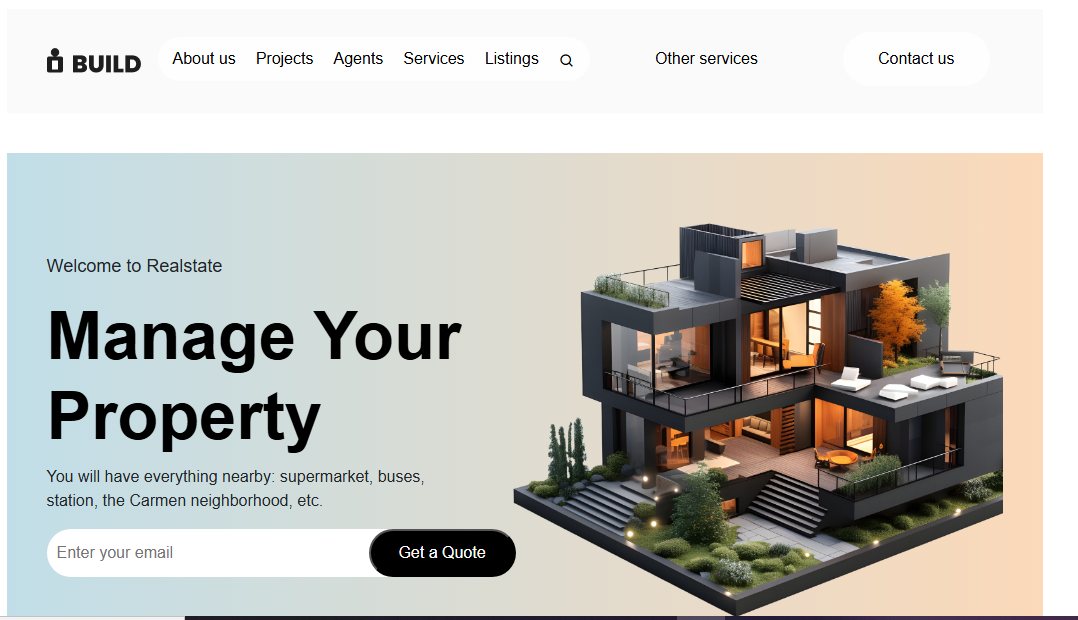 BUILD About us Projects Agents Services Listings Other services Contact us
Welcome to Realstate
Manage Your
Property
You will have everything nearby: supermarket, buses,
station, the Carmen neighborhood, etc.
Enter your email Get a Quote